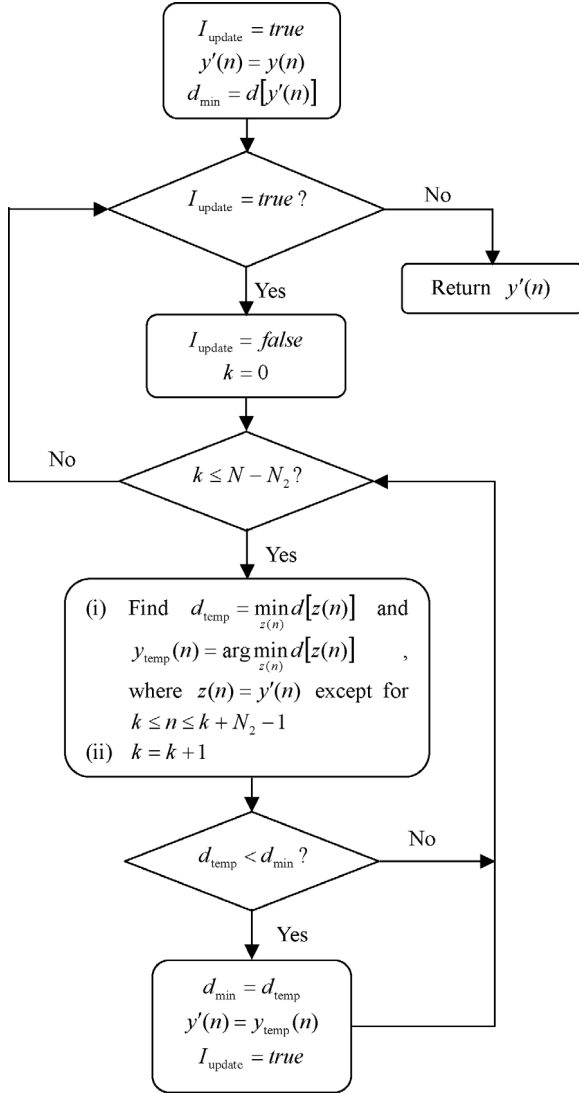 I_update = true
y′(n) = y(n)
d_min = d[y′(n)]
I_update = true ?
No
Return y′(n)
Yes
I_update = false
k = 0
No
k ≤ N − N_2 ?
Yes
(i) Find d_temp = min_{z(n)} d[z(n)] and
y_temp(n) = arg min_{z(n)} d[z(n)] ,
where z(n) = y′(n) except for
k ≤ n ≤ k + N_2 − 1
(ii) k = k + 1
d_temp < d_min ?
No
Yes
d_min = d_temp
y′(n) = y_temp(n)
I_update = true